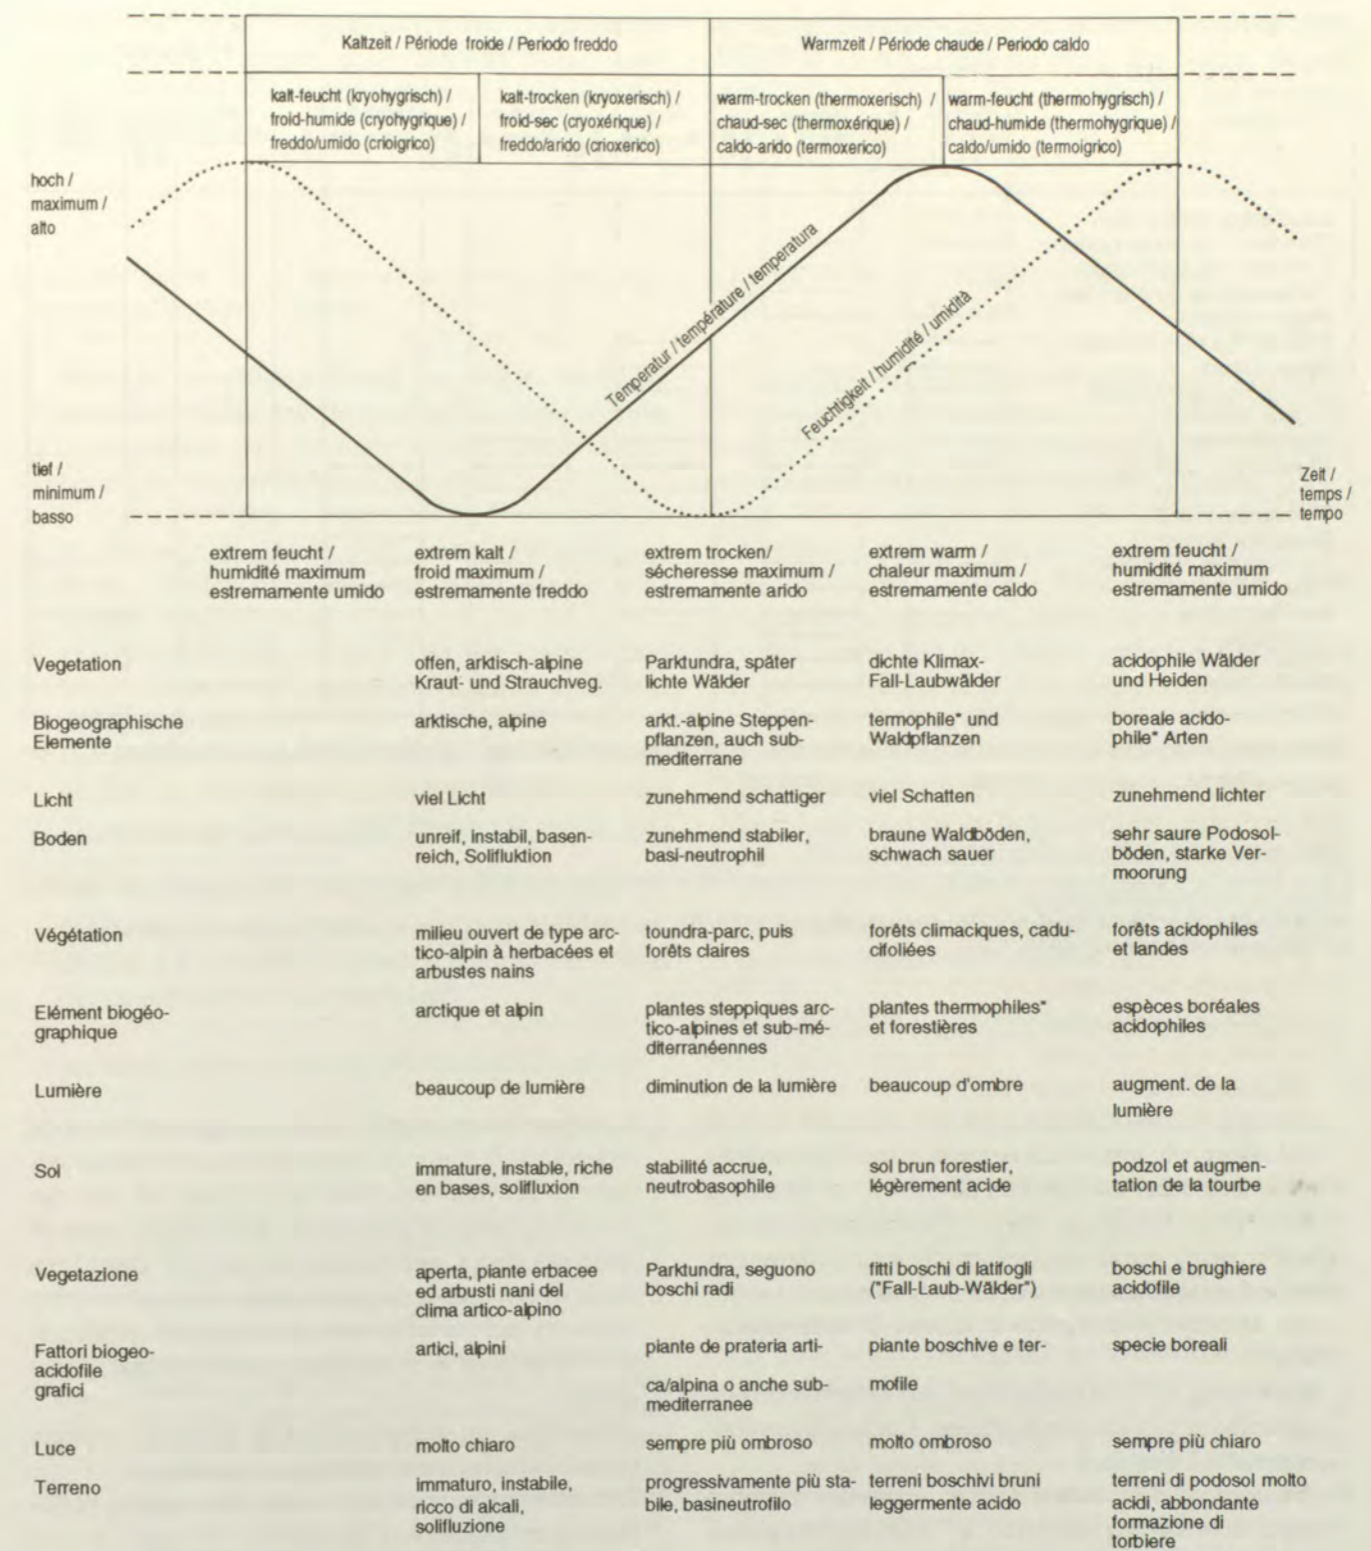 Kaltzeit / Période froide / Periodo freddo
Warmzeit / Période chaude / Periodo caldo
kalt-feucht (kryohygrisch) /
froid-humide (cryohygrique) /
freddo/umido (crioigrico)
kalt-trocken (kryoxerisch) /
froid-sec (cryoxérique) /
freddo/arido (crioxerico)
warm-trocken (thermoxerisch) /
chaud-sec (thermoxérique) /
caldo-arido (termoxerico)
warm-feucht (thermohygrisch) /
chaud-humide (thermohygrique) /
caldo/umido (termoigrico)
hoch /
maximum /
alto
Temperatur / température / temperatura
Feuchtigkeit / humidité / umidità
tief /
minimum /
basso
Zeit /
temps /
tempo
extrem feucht /
humidité maximum
estremamente umido
extrem kalt /
froid maximum /
estremamente freddo
extrem trocken/
sécheresse maximum /
estremamente arido
extrem warm /
chaleur maximum /
estremamente caldo
extrem feucht /
humidité maximum
estremamente umido
Vegetation
offen, arktisch-alpine
Kraut- und Strauchveg.
Parktundra, später
lichte Wälder
dichte Klimax-
Fall-Laubwälder
acidophile Wälder
und Heiden
Biogeographische
Elemente
arktische, alpine
arkt.-alpine Steppen-
pflanzen, auch sub-
mediterrane
termophile* und
Waldpflanzen
boreale acido-
phile* Arten
Licht
viel Licht
zunehmend schattiger
viel Schatten
zunehmend lichter
Boden
unreif, instabil, basen-
reich, Solifluktion
zunehmend stabiler,
basi-neutrophil
braune Waldböden,
schwach sauer
sehr saure Podosol-
böden, starke Ver-
moorung
Végétation
milieu ouvert de type arc-
tico-alpin à herbacées et
arbustes nains
toundra-parc, puis
forêts claires
forêts climaciques, cadu-
cifoliées
forêts acidophiles
et landes
Elément biogéo-
graphique
arctique et alpin
plantes steppiques arc-
tico-alpines et sub-mé-
diterranéennes
plantes thermophiles*
et forestières
espèces boréales
acidophiles
Lumière
beaucoup de lumière
diminution de la lumière
beaucoup d'ombre
augment. de la
lumière
Sol
immature, instable, riche
en bases, solifluxion
stabilité accrue,
neutrobasophile
sol brun forestier,
légèrement acide
podzol et augmen-
tation de la tourbe
Vegetazione
aperta, piante erbacee
ed arbusti nani del
clima artico-alpino
Parktundra, seguono
boschi radi
fitti boschi di latifogli
("Fall-Laub-Wälder")
boschi e brughiere
acidofile
Fattori biogeo-
acidofile
grafici
artici, alpini
piante de prateria arti-
ca/alpina o anche sub-
mediterranee
piante boschive e ter-
mofile
specie boreali
Luce
molto chiaro
sempre più ombroso
molto ombroso
sempre più chiaro
Terreno
immaturo, instabile,
ricco di alcali,
solifluzione
progressivamente più sta-
bile, basineutrofilo
terreni boschivi bruni
leggermente acido
terreni di podosol molto
acidi, abbondante
formazione di
torbiere